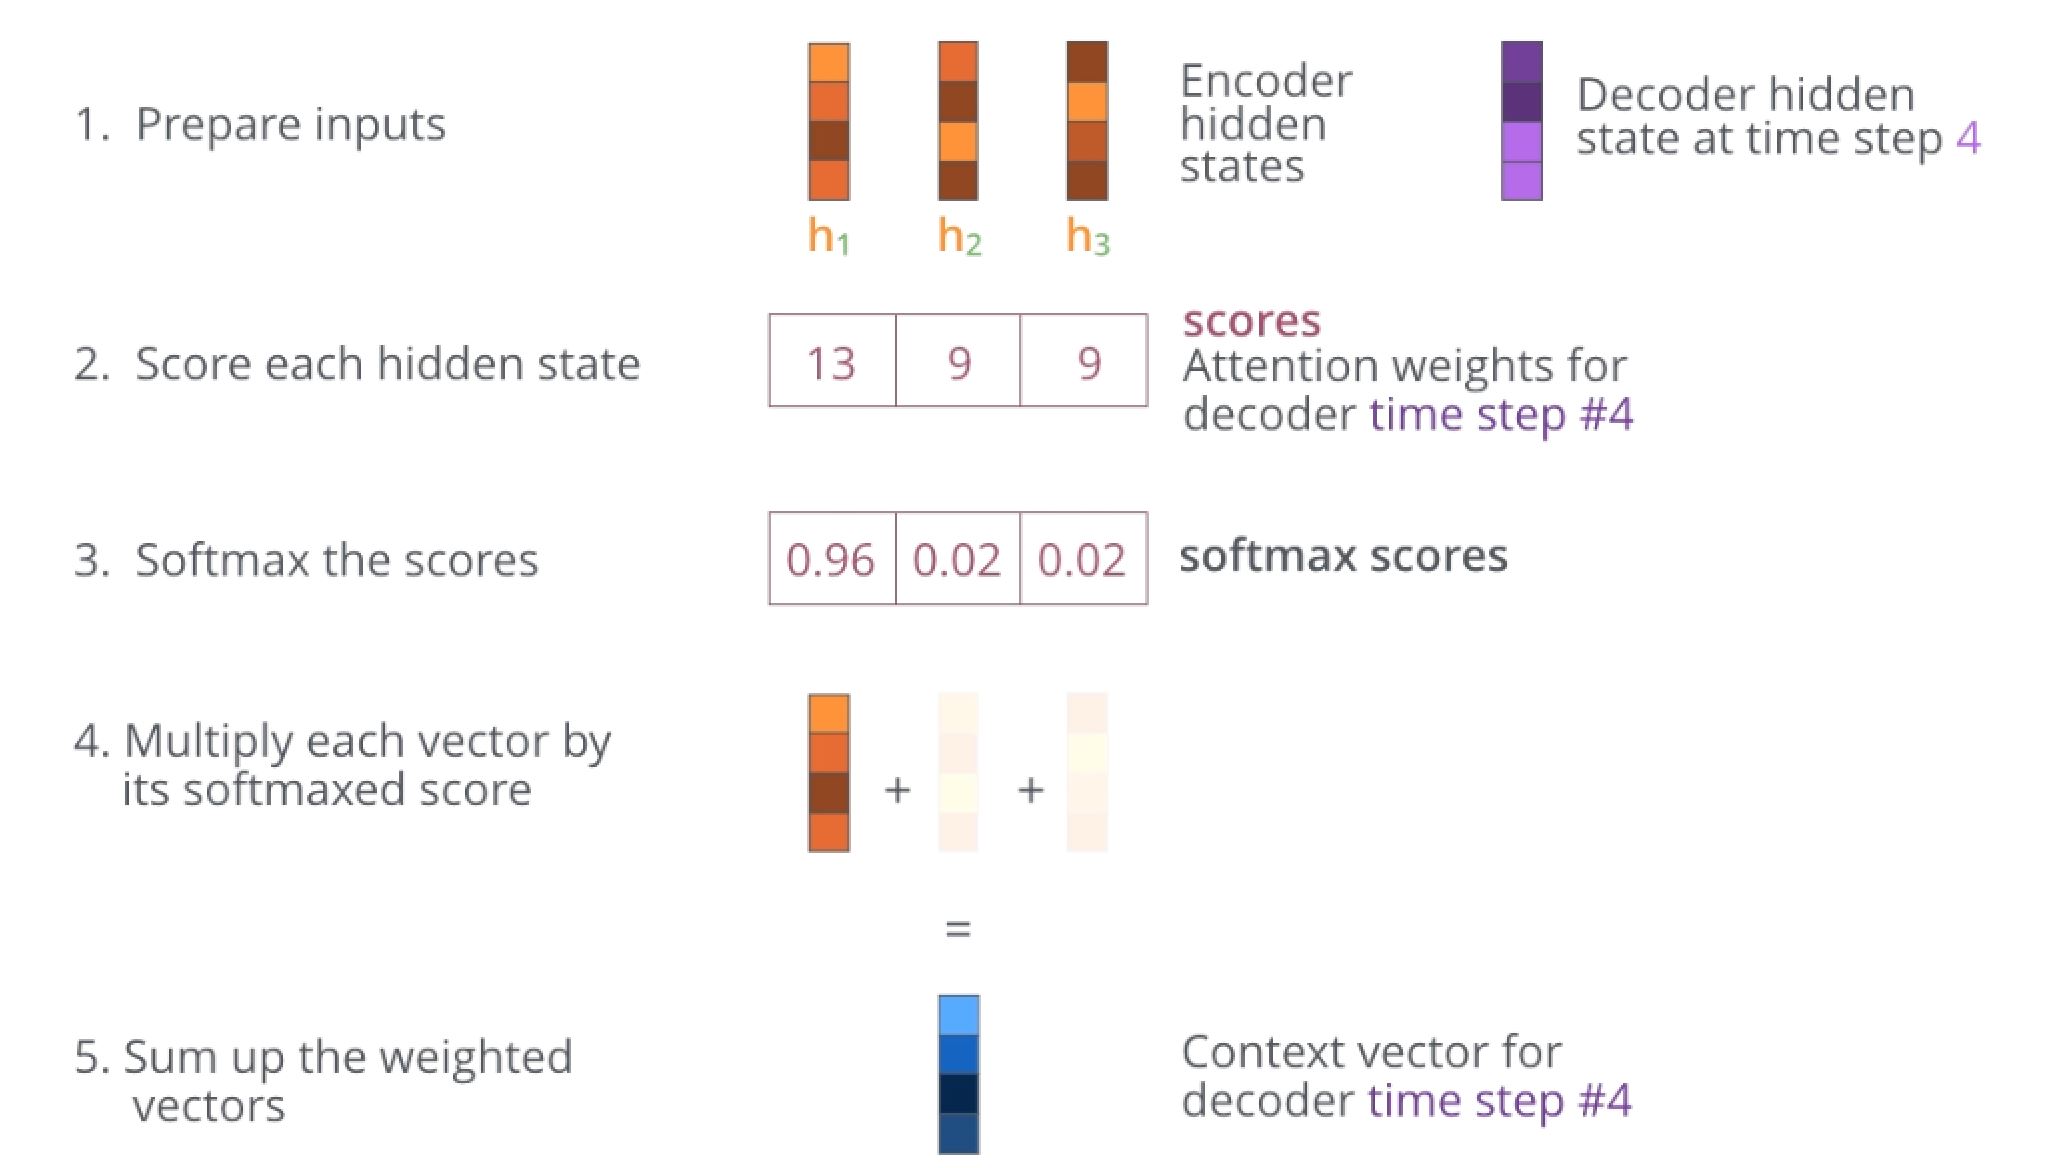 1. Prepare inputs
Encoder
hidden
states
Decoder hidden
state at time step 4
h1 h2 h3
2. Score each hidden state
13 9 9
scores
Attention weights for
decoder time step #4
3. Softmax the scores
0.96 0.02 0.02
softmax scores
4. Multiply each vector by
its softmaxed score
+ +
=
5. Sum up the weighted
vectors
Context vector for
decoder time step #4